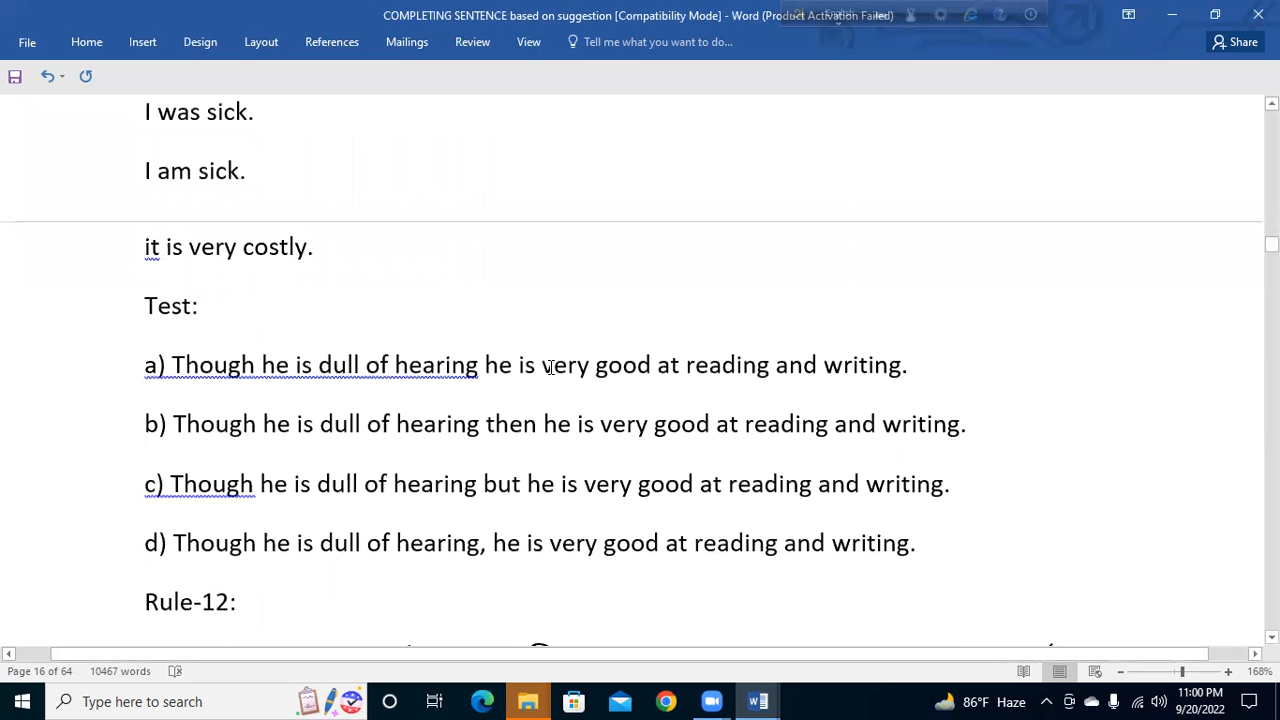 COMPLETING SENTENCE based on suggestion [Compatibility Mode] - Word (Product Activation Failed)
English
File Home Insert Design Layout References Mailings Review View Tell me what you want to do... Share
I was sick.
I am sick.
it is very costly.
Test:
a) Though he is dull of hearing he is very good at reading and writing.
b) Though he is dull of hearing then he is very good at reading and writing.
c) Though he is dull of hearing but he is very good at reading and writing.
d) Though he is dull of hearing, he is very good at reading and writing.
Rule-12:
Page 16 of 64 10467 words 168%
Type here to search 86°F Haze 11:00 PM
9/20/2022